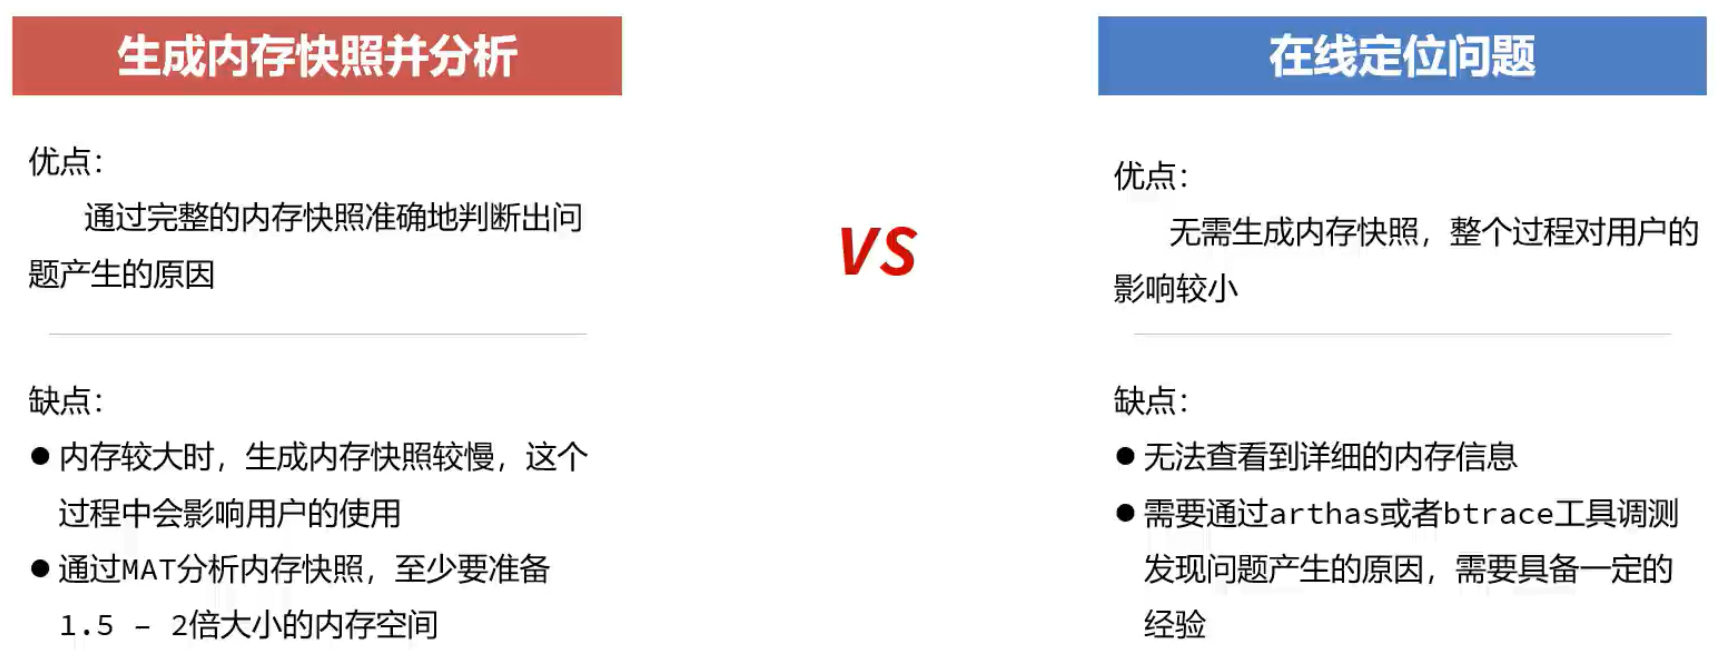 生成内存快照并分析
优点：
通过完整的内存快照准确地判断出问
题产生的原因
缺点：
● 内存较大时，生成内存快照较慢，这个
过程中会影响用户的使用
● 通过MAT分析内存快照，至少要准备
1.5 – 2倍大小的内存空间
VS
在线定位问题
优点：
无需生成内存快照，整个过程对用户的
影响较小
缺点：
● 无法查看到详细的内存信息
● 需要通过arthas或者btrace工具调测
发现问题产生的原因，需要具备一定的
经验